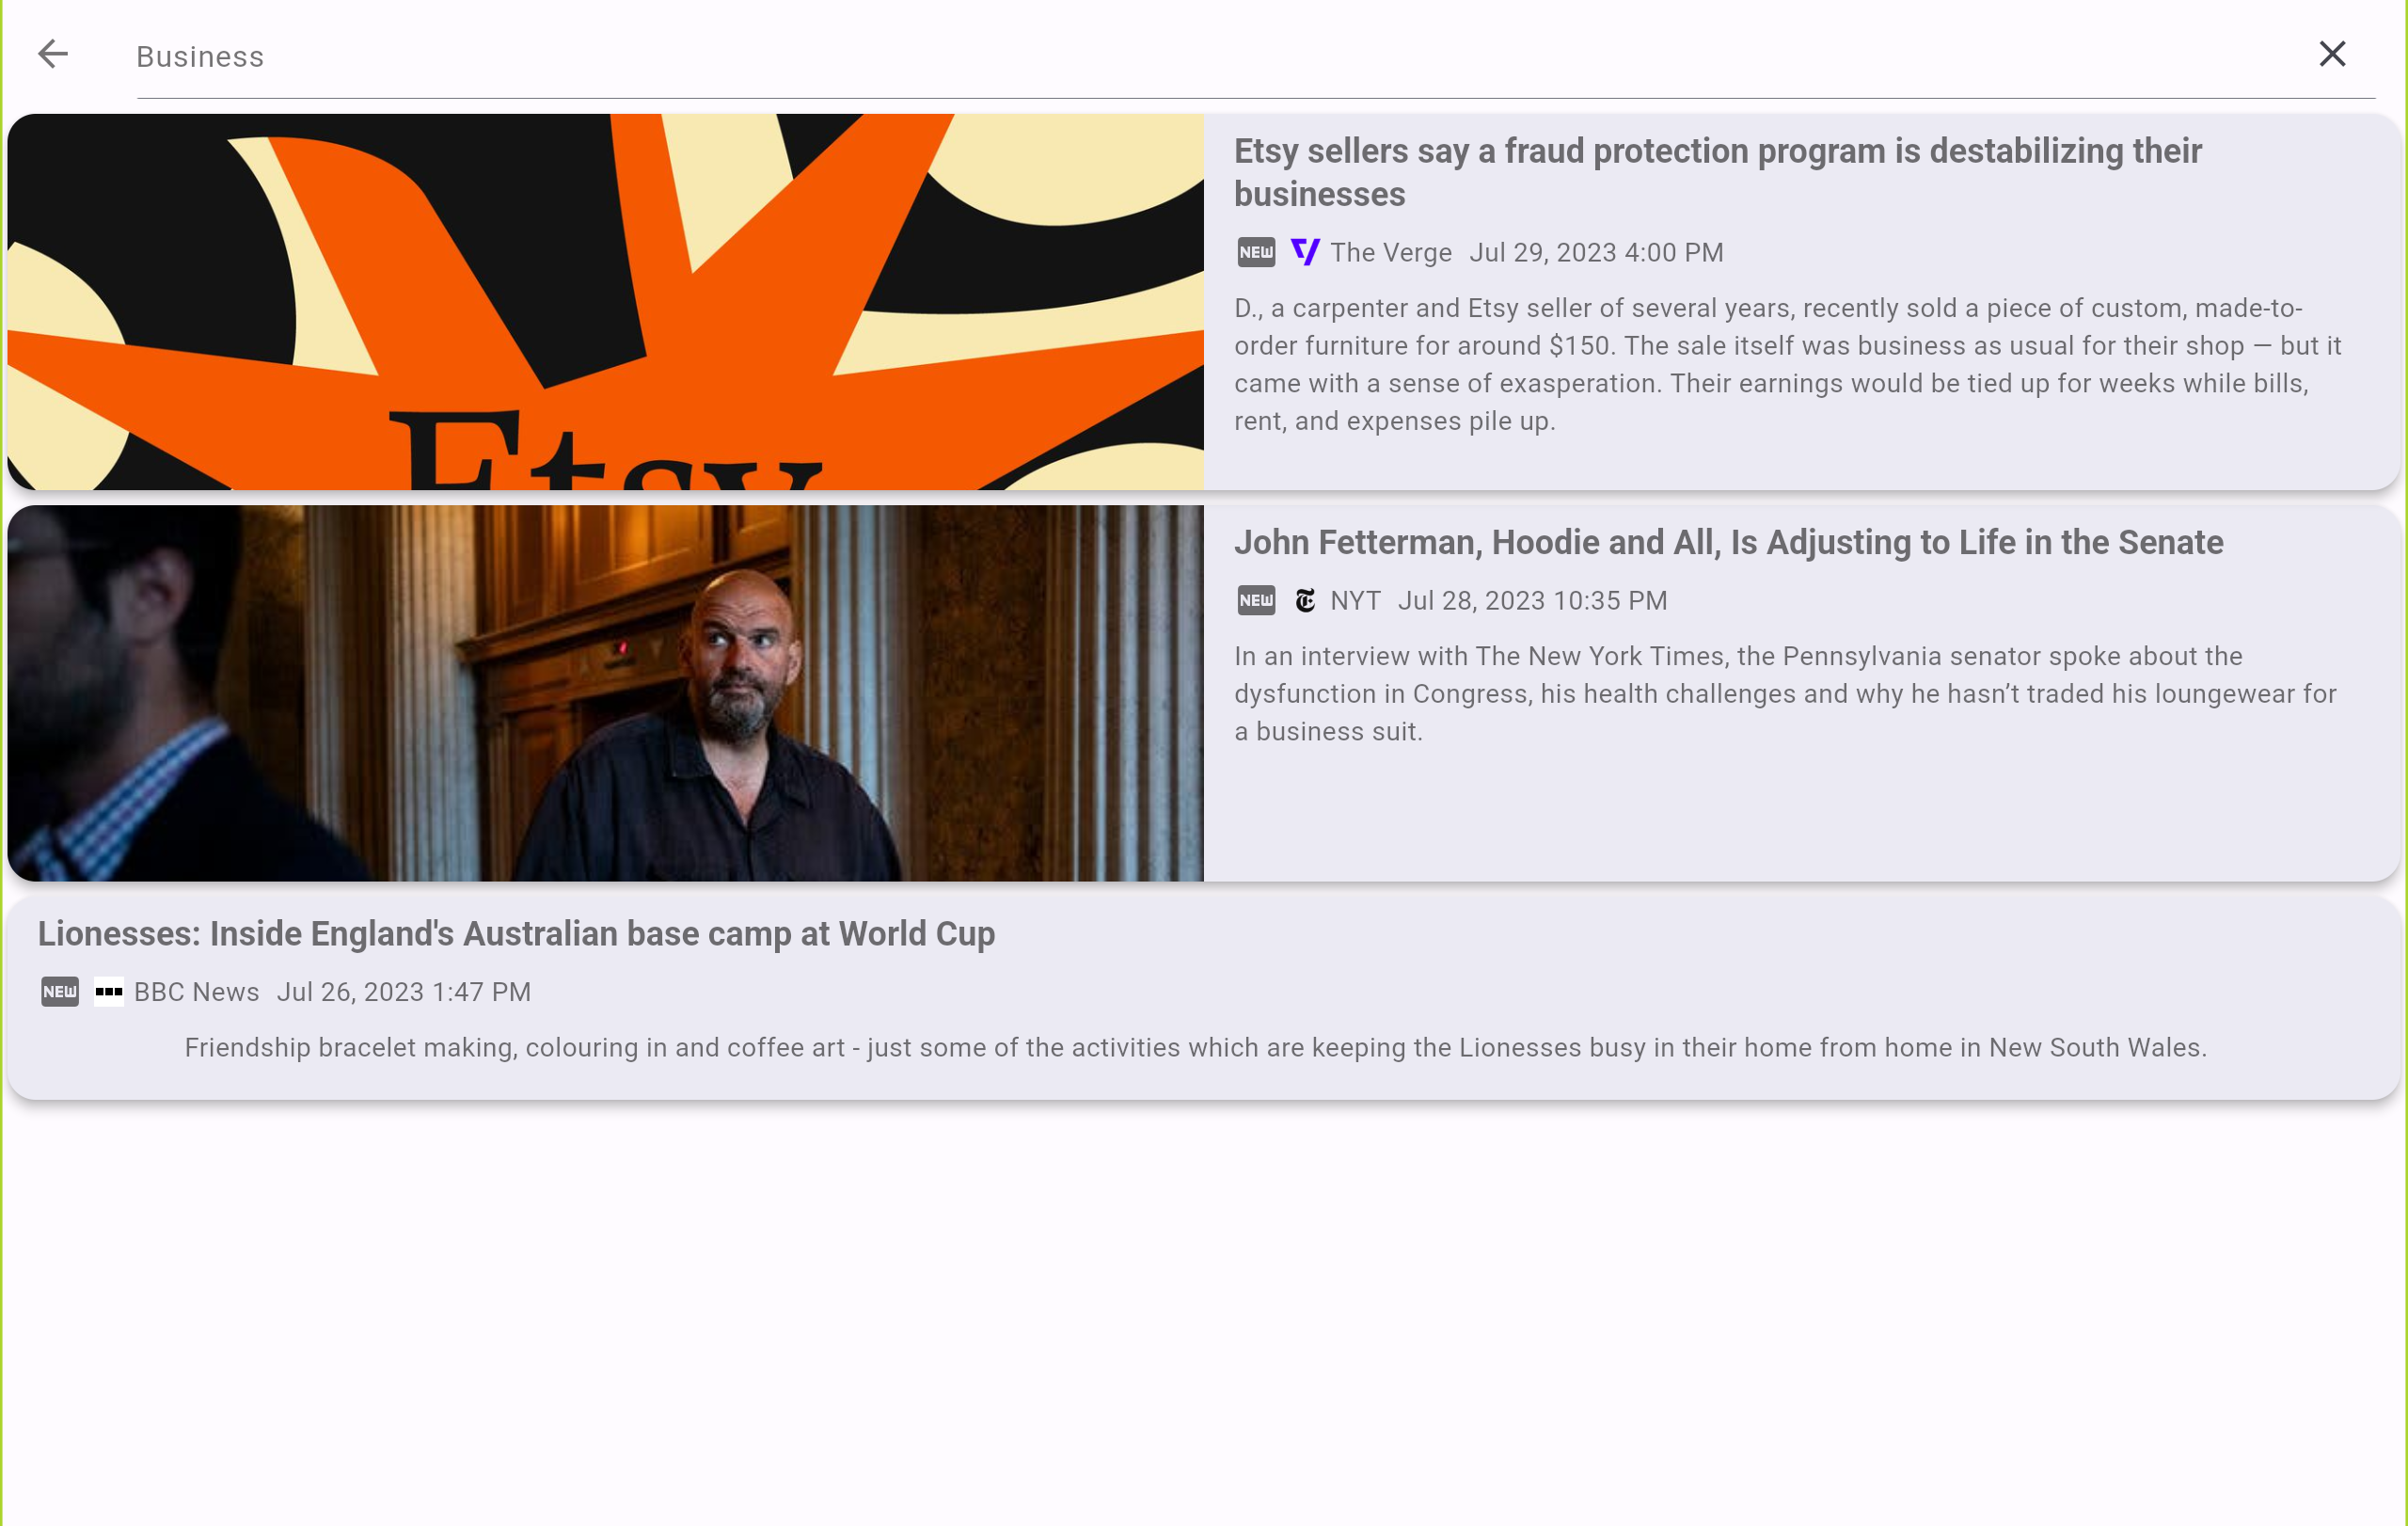 Business
Etsy sellers say a fraud protection program is destabilizing their
businesses
NEW The Verge Jul 29, 2023 4:00 PM
D., a carpenter and Etsy seller of several years, recently sold a piece of custom, made-to-
order furniture for around $150. The sale itself was business as usual for their shop — but it
came with a sense of exasperation. Their earnings would be tied up for weeks while bills,
rent, and expenses pile up.
Etsy
John Fetterman, Hoodie and All, Is Adjusting to Life in the Senate
NEW NYT Jul 28, 2023 10:35 PM
In an interview with The New York Times, the Pennsylvania senator spoke about the
dysfunction in Congress, his health challenges and why he hasn’t traded his loungewear for
a business suit.
Lionesses: Inside England's Australian base camp at World Cup
NEW BBC News Jul 26, 2023 1:47 PM
Friendship bracelet making, colouring in and coffee art - just some of the activities which are keeping the Lionesses busy in their home from home in New South Wales.